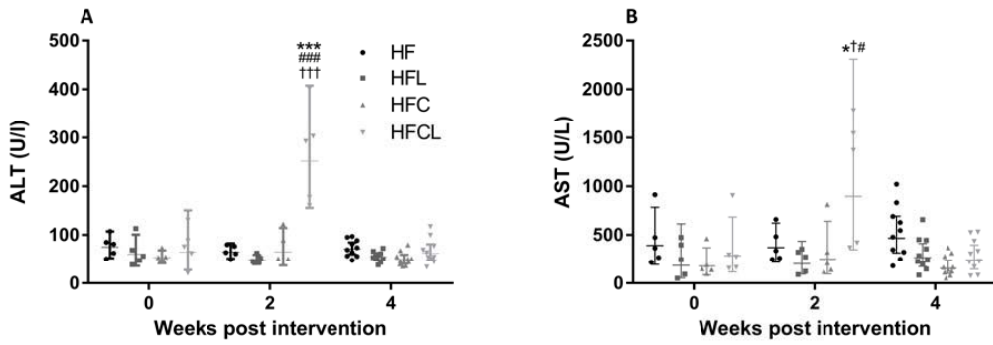 A
500
400
300
200
100
0
ALT (U/I)
***
###
†††
HF
HFL
HFC
HFCL
0
2
4
Weeks post intervention
B
2500
2000
1500
1000
500
0
AST (U/L)
*†#
0
2
4
Weeks post intervention